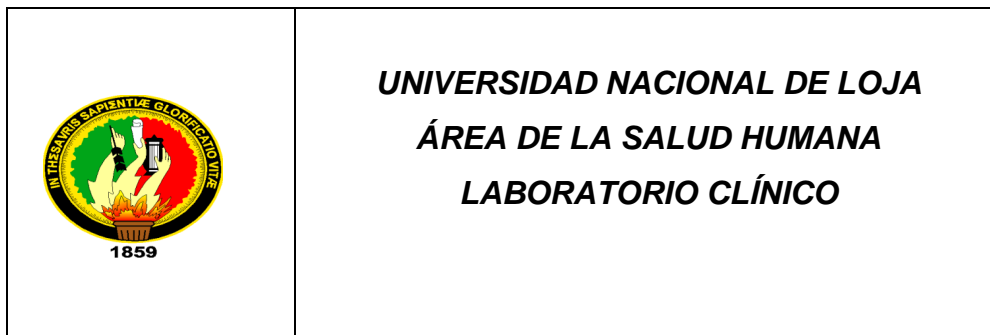 IN THESAVRIS SAPIENTIÆ GLORIFICATIO VITÆ
1859
UNIVERSIDAD NACIONAL DE LOJA
ÁREA DE LA SALUD HUMANA
LABORATORIO CLÍNICO